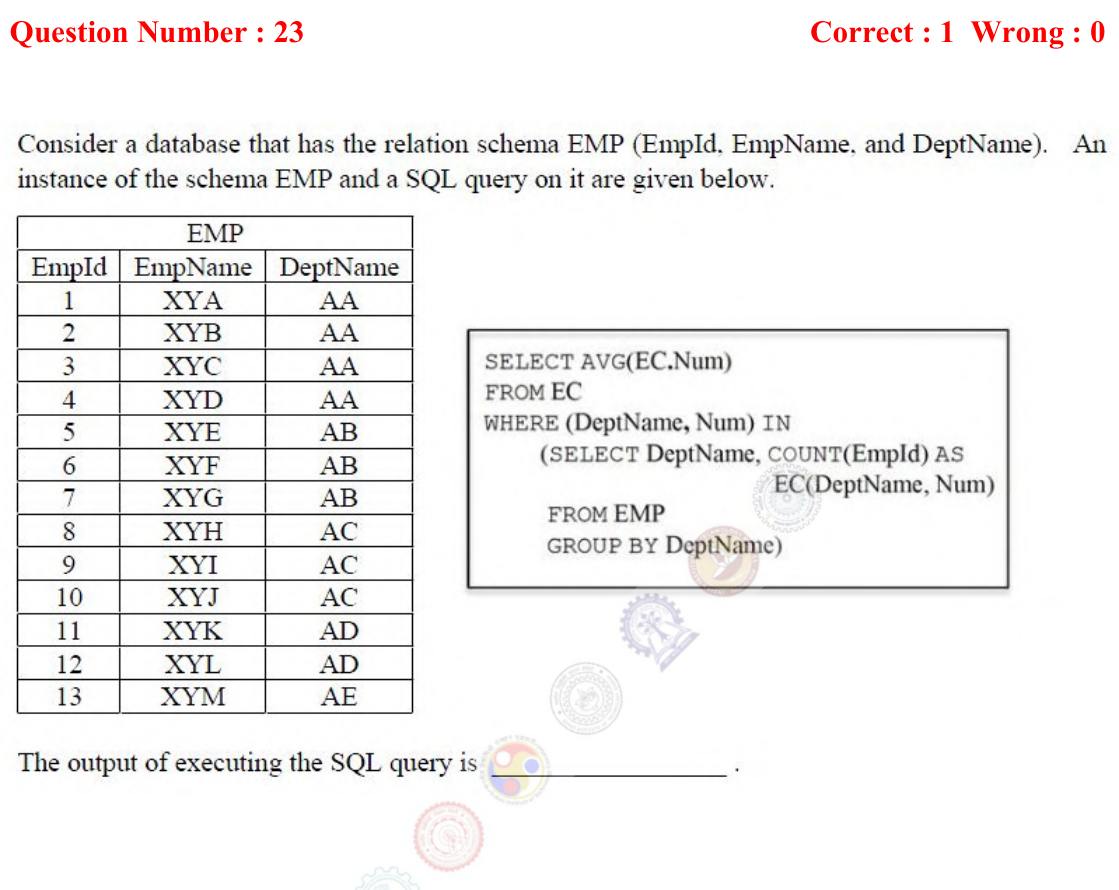 Question Number : 23 Correct : 1 Wrong : 0
Consider a database that has the relation schema EMP (EmpId, EmpName, and DeptName). An
instance of the schema EMP and a SQL query on it are given below.
EMP
EmpId EmpName DeptName
1 XYA AA
2 XYB AA
3 XYC AA
4 XYD AA
5 XYE AB
6 XYF AB
7 XYG AB
8 XYH AC
9 XYI AC
10 XYJ AC
11 XYK AD
12 XYL AD
13 XYM AE
SELECT AVG(EC.Num)
FROM EC
WHERE (DeptName, Num) IN
(SELECT DeptName, COUNT(EmpId) AS
EC(DeptName, Num)
FROM EMP
GROUP BY DeptName)
The output of executing the SQL query is ____________________ .